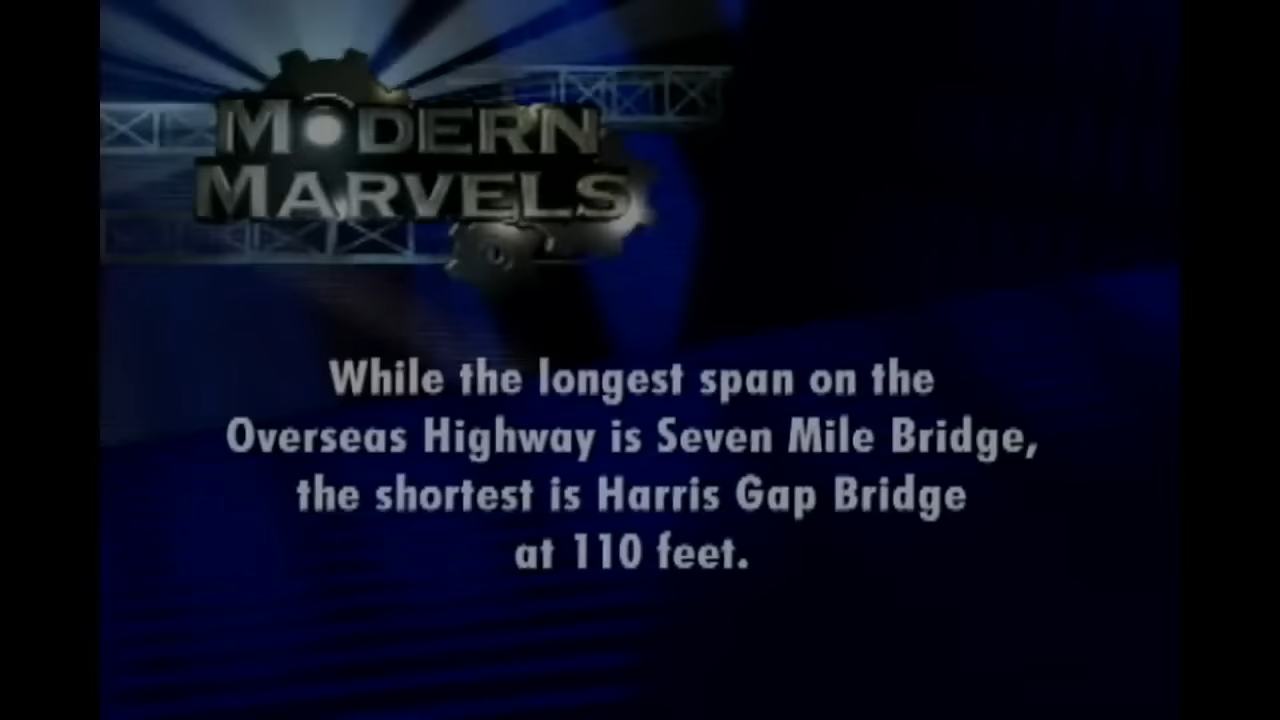 MODERN
MARVELS
While the longest span on the
Overseas Highway is Seven Mile Bridge,
the shortest is Harris Gap Bridge
at 110 feet.